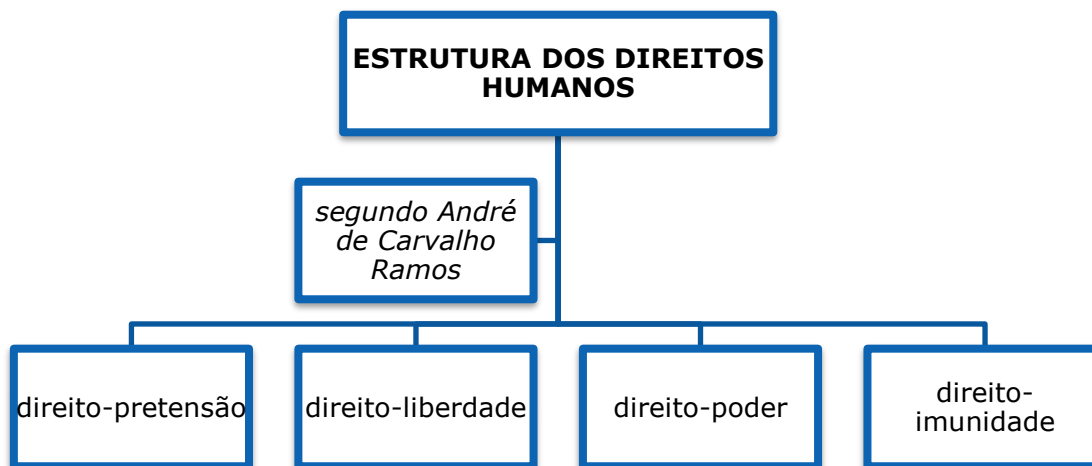 ESTRUTURA DOS DIREITOS
HUMANOS
segundo André
de Carvalho
Ramos
direito-pretensão
direito-liberdade
direito-poder
direito-
imunidade